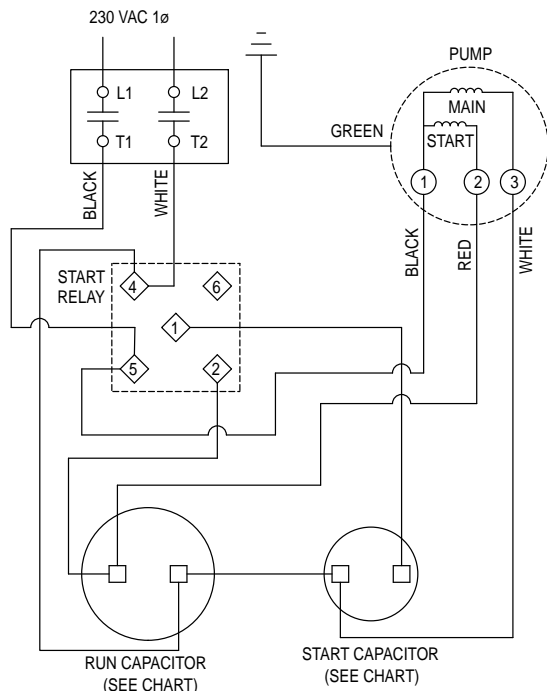 230 VAC 1ø
L1
L2
T1
T2
BLACK
WHITE
GREEN
PUMP
MAIN
START
1
2
3
BLACK
RED
WHITE
START
RELAY
4
6
1
5
2
RUN CAPACITOR
(SEE CHART)
START CAPACITOR
(SEE CHART)